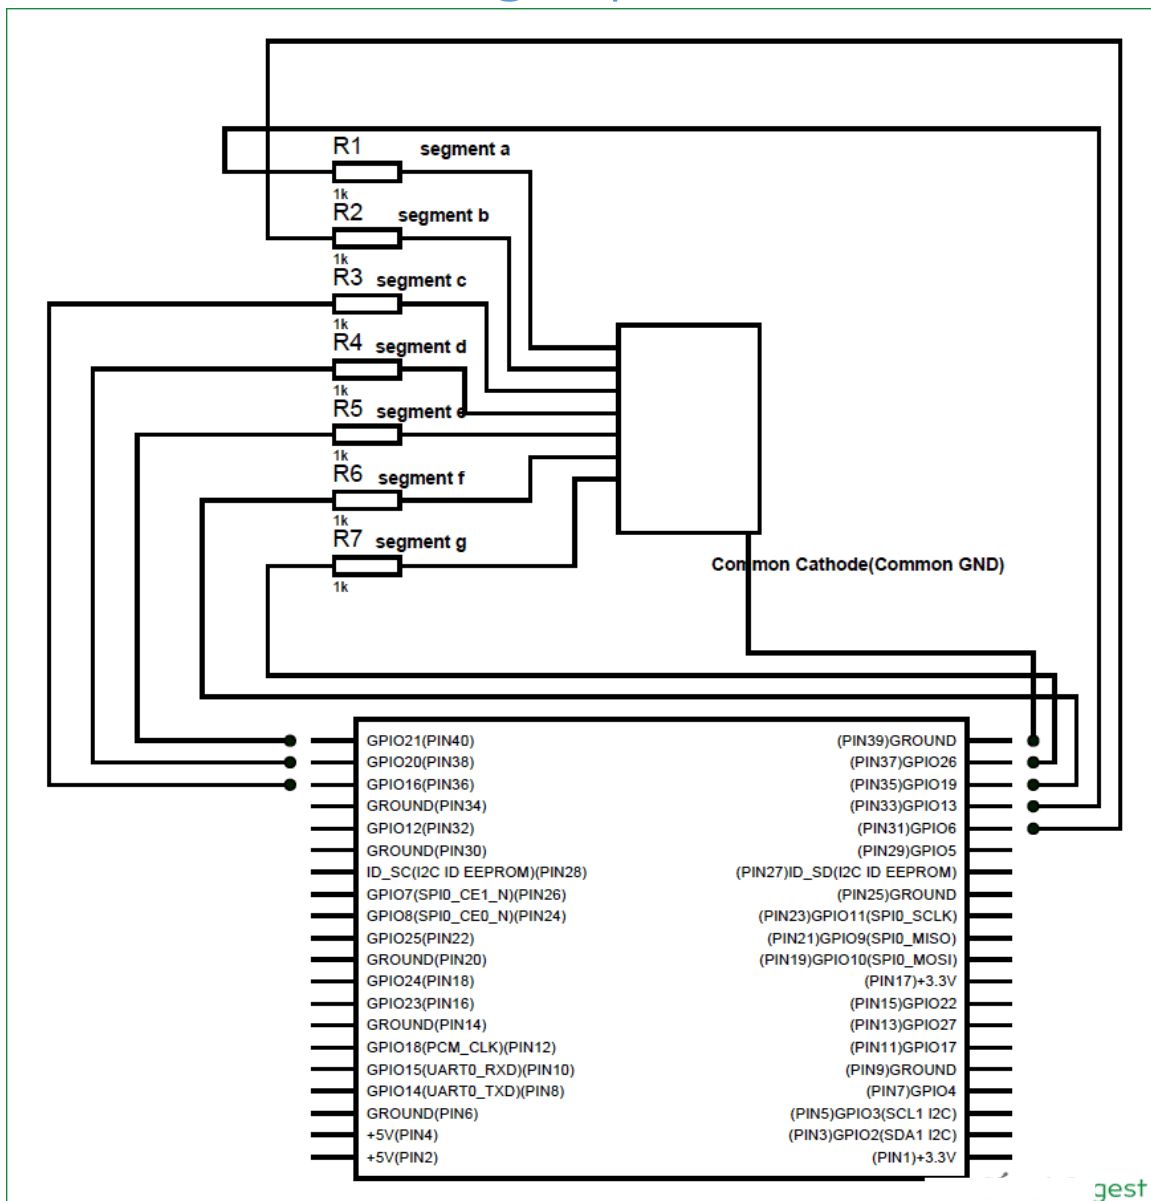 R1 segment a
1k
R2 segment b
1k
R3 segment c
1k
R4 segment d
1k
R5 segment e
1k
R6 segment f
1k
R7 segment g
1k
Common Cathode(Common GND)
GPIO21(PIN40) (PIN39)GROUND
GPIO20(PIN38) (PIN37)GPIO26
GPIO16(PIN36) (PIN35)GPIO19
GROUND(PIN34) (PIN33)GPIO13
GPIO12(PIN32) (PIN31)GPIO6
GROUND(PIN30) (PIN29)GPIO5
ID_SC(I2C ID EEPROM)(PIN28) (PIN27)ID_SD(I2C ID EEPROM)
GPIO7(SPI0_CE1_N)(PIN26) (PIN25)GROUND
GPIO8(SPI0_CE0_N)(PIN24) (PIN23)GPIO11(SPI0_SCLK)
GPIO25(PIN22) (PIN21)GPIO9(SPI0_MISO)
GROUND(PIN20) (PIN19)GPIO10(SPI0_MOSI)
GPIO24(PIN18) (PIN17)+3.3V
GPIO23(PIN16) (PIN15)GPIO22
GROUND(PIN14) (PIN13)GPIO27
GPIO18(PCM_CLK)(PIN12) (PIN11)GPIO17
GPIO15(UART0_RXD)(PIN10) (PIN9)GROUND
GPIO14(UART0_TXD)(PIN8) (PIN7)GPIO4
GROUND(PIN6) (PIN5)GPIO3(SCL1 I2C)
+5V(PIN4) (PIN3)GPIO2(SDA1 I2C)
+5V(PIN2) (PIN1)+3.3V
gest